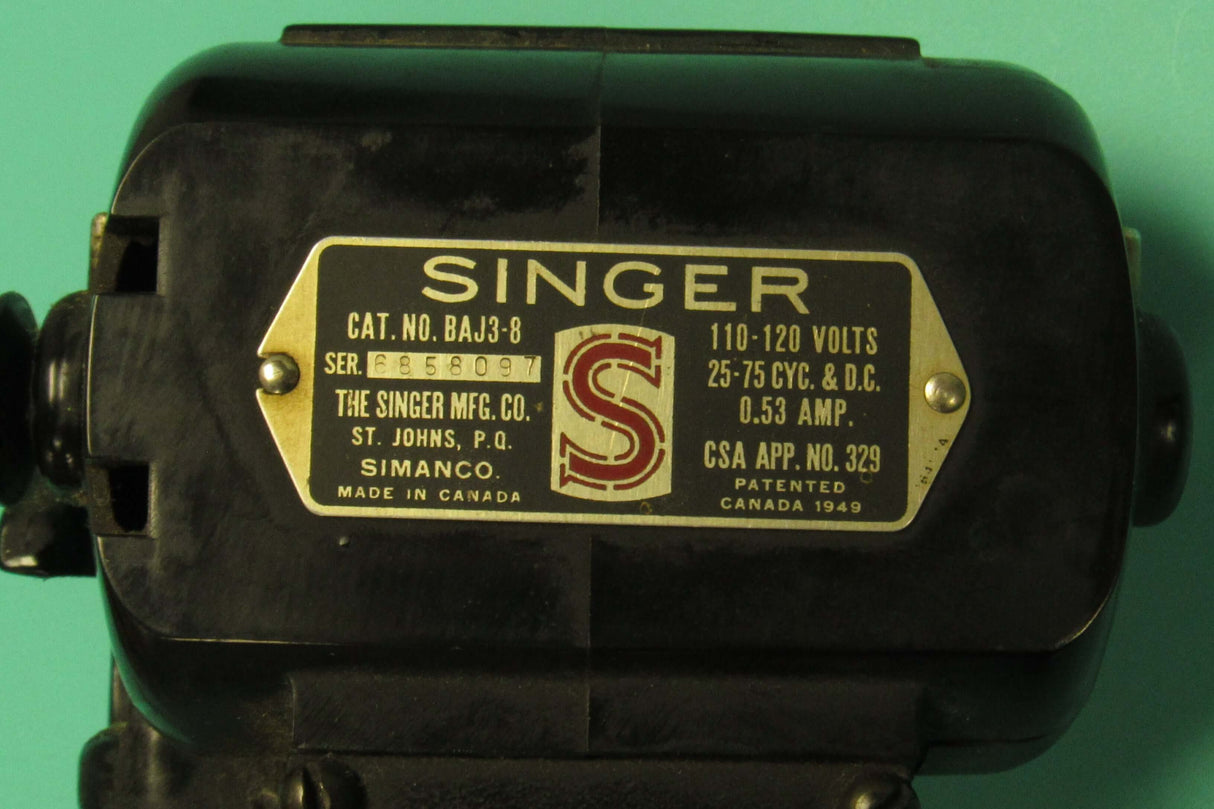 SINGER
CAT. NO. BAJ3-8
SER. 6858097
THE SINGER MFG. CO.
ST. JOHNS, P.Q.
SIMANCO.
MADE IN CANADA
S
110-120 VOLTS
25-75 CYC. & D.C.
0.53 AMP.
CSA APP. NO. 329
PATENTED
CANADA 1949